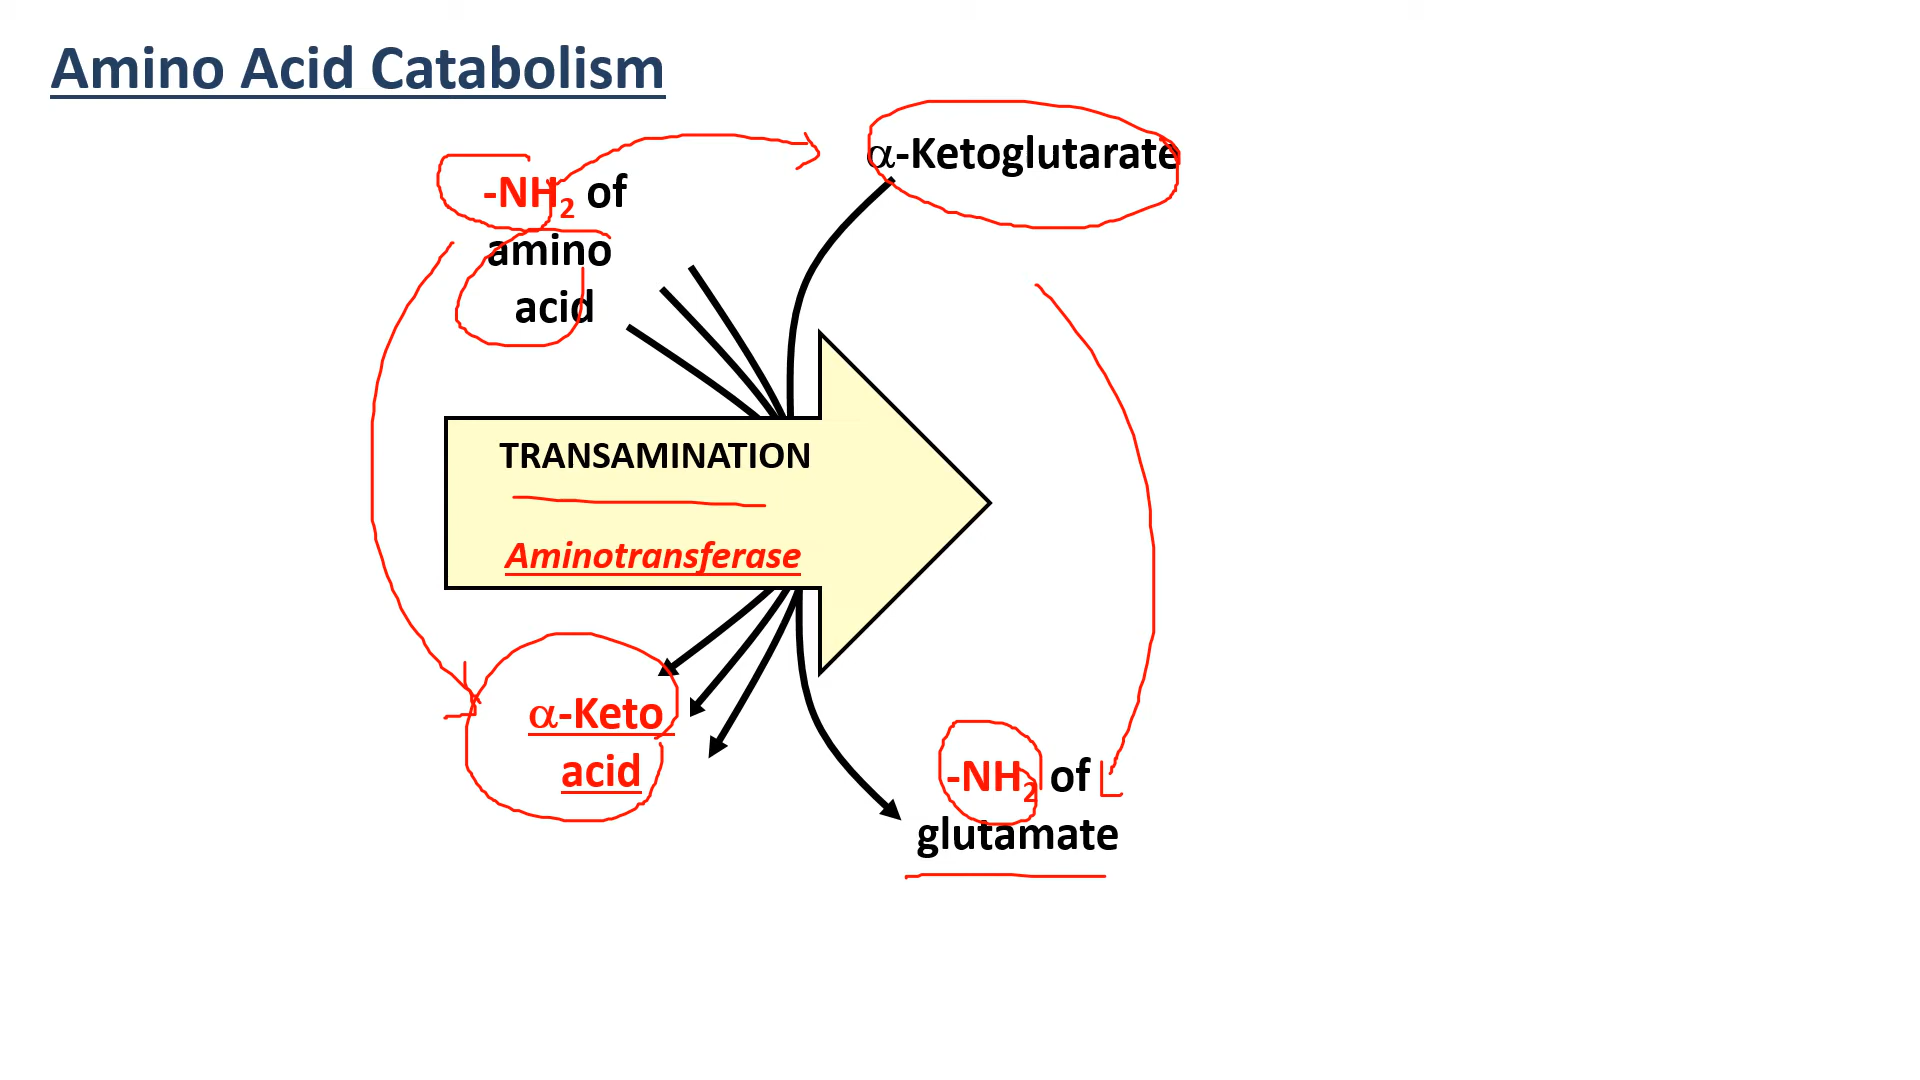 Amino Acid Catabolism
α-Ketoglutarate
-NH₂ of
amino
acid
TRANSAMINATION
Aminotransferase
α-Keto
acid
-NH₂ of
glutamate